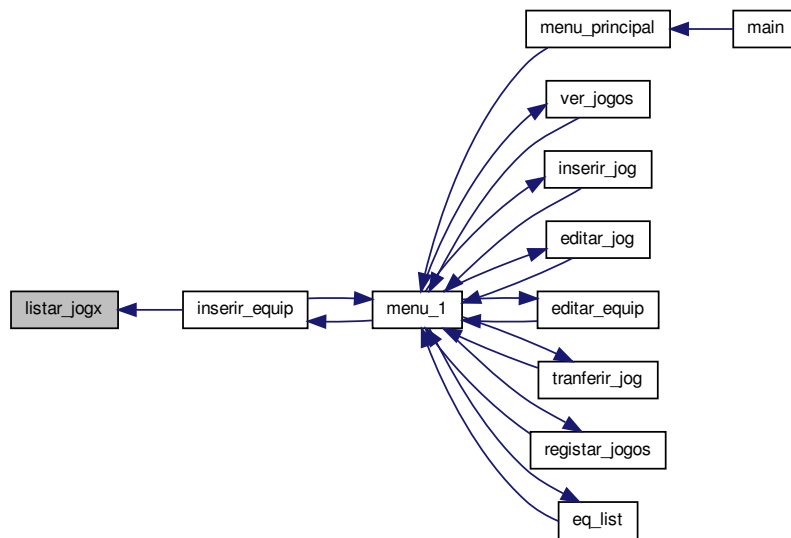 menu_principal
main
ver_jogos
inserir_jog
editar_jog
listar_jogx
inserir_equip
menu_1
editar_equip
tranferir_jog
registar_jogos
eq_list